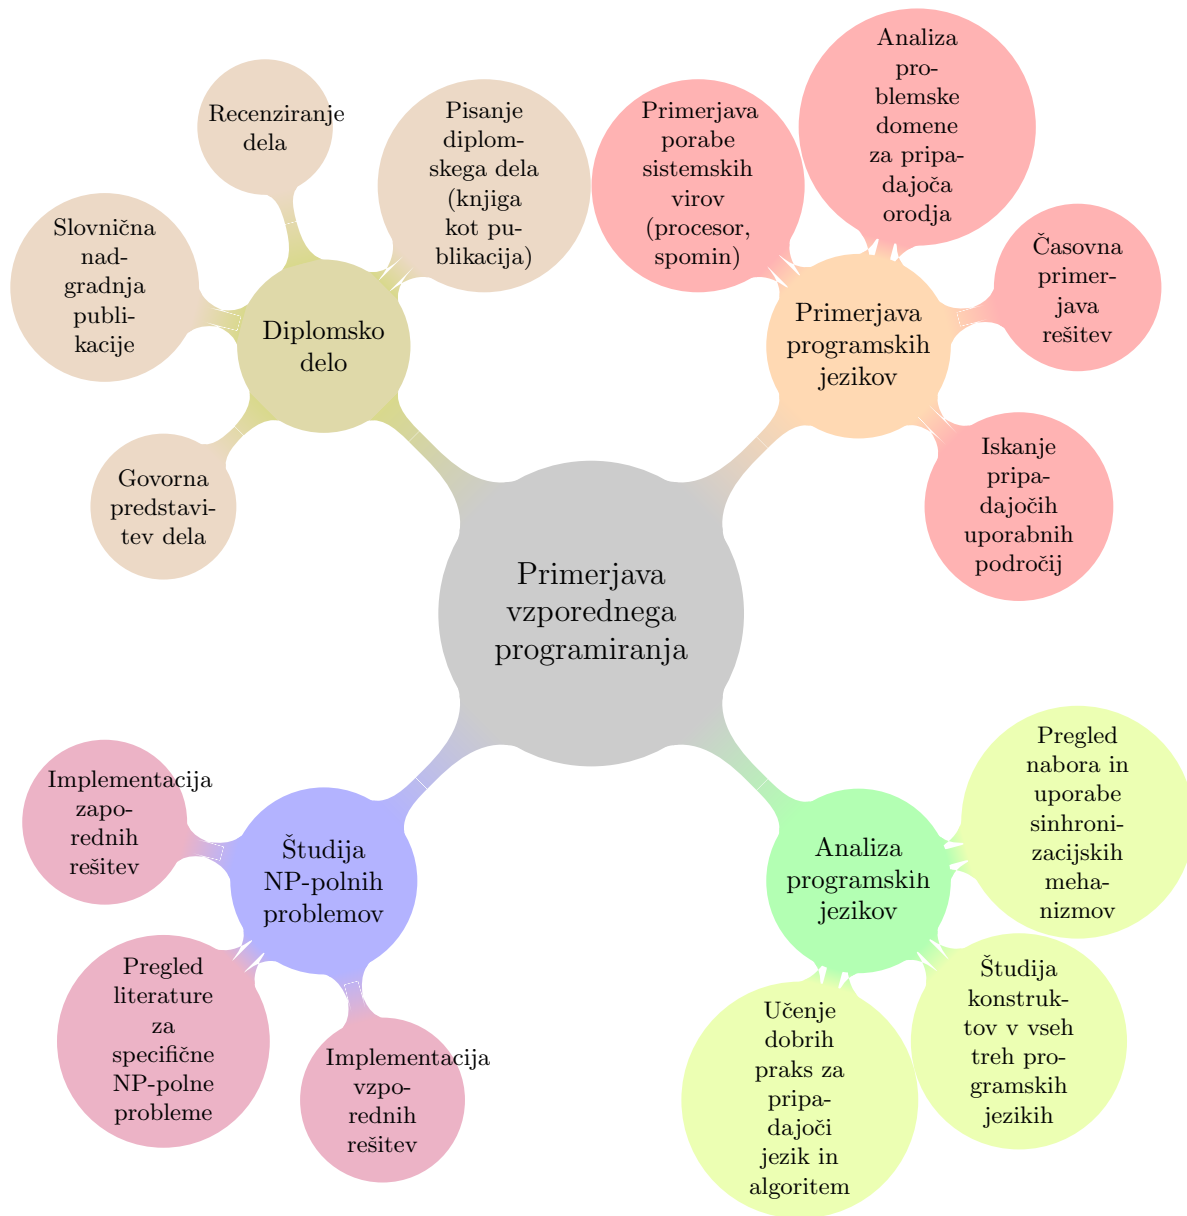 Analiza
pro-
blemske
domene
za pripa-
dajoča
orodja
Recenziranje
dela
Pisanje
diplom-
skega dela
(knjiga
kot pu-
blikacija)
Primerjava
porabe
sistemskih
virov
(procesor,
spomin)
Slovnična
nad-
gradnja
publi-
kacije
Časovna
primer-
java
rešitev
Diplomsko
delo
Primerjava
programskih
jezikov
Govorna
predstavi-
tev dela
Iskanje
pripa-
dajočih
uporabnih
področij
Primerjava
vzporednega
programiranja
Implementacija
zapo-
rednih
rešitev
Študija
NP-polnih
problemov
Analiza
programskih
jezikov
Pregled
nabora in
uporabe
sinhroni-
zacijskih
meha-
nizmov
Pregled
literature
za
specifične
NP-polne
probleme
Implementacija
vzpo-
rednih
rešitev
Učenje
dobrih
praks za
pripa-
dajoči
jezik in
algoritem
Študija
konstruk-
tov v vseh
treh pro-
gramskih
jezikih